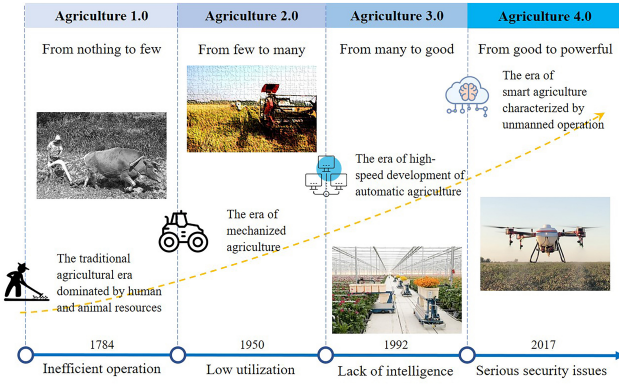 Agriculture 1.0
Agriculture 2.0
Agriculture 3.0
Agriculture 4.0
From nothing to few
From few to many
From many to good
From good to powerful
The era of
smart agriculture
characterized by
unmanned operation
The era of high-
speed development of
automatic agriculture
The era of
mechanized
agriculture
The traditional
agricultural era
dominated by human
and animal resources
1784
1950
1992
2017
Inefficient operation
Low utilization
Lack of intelligence
Serious security issues